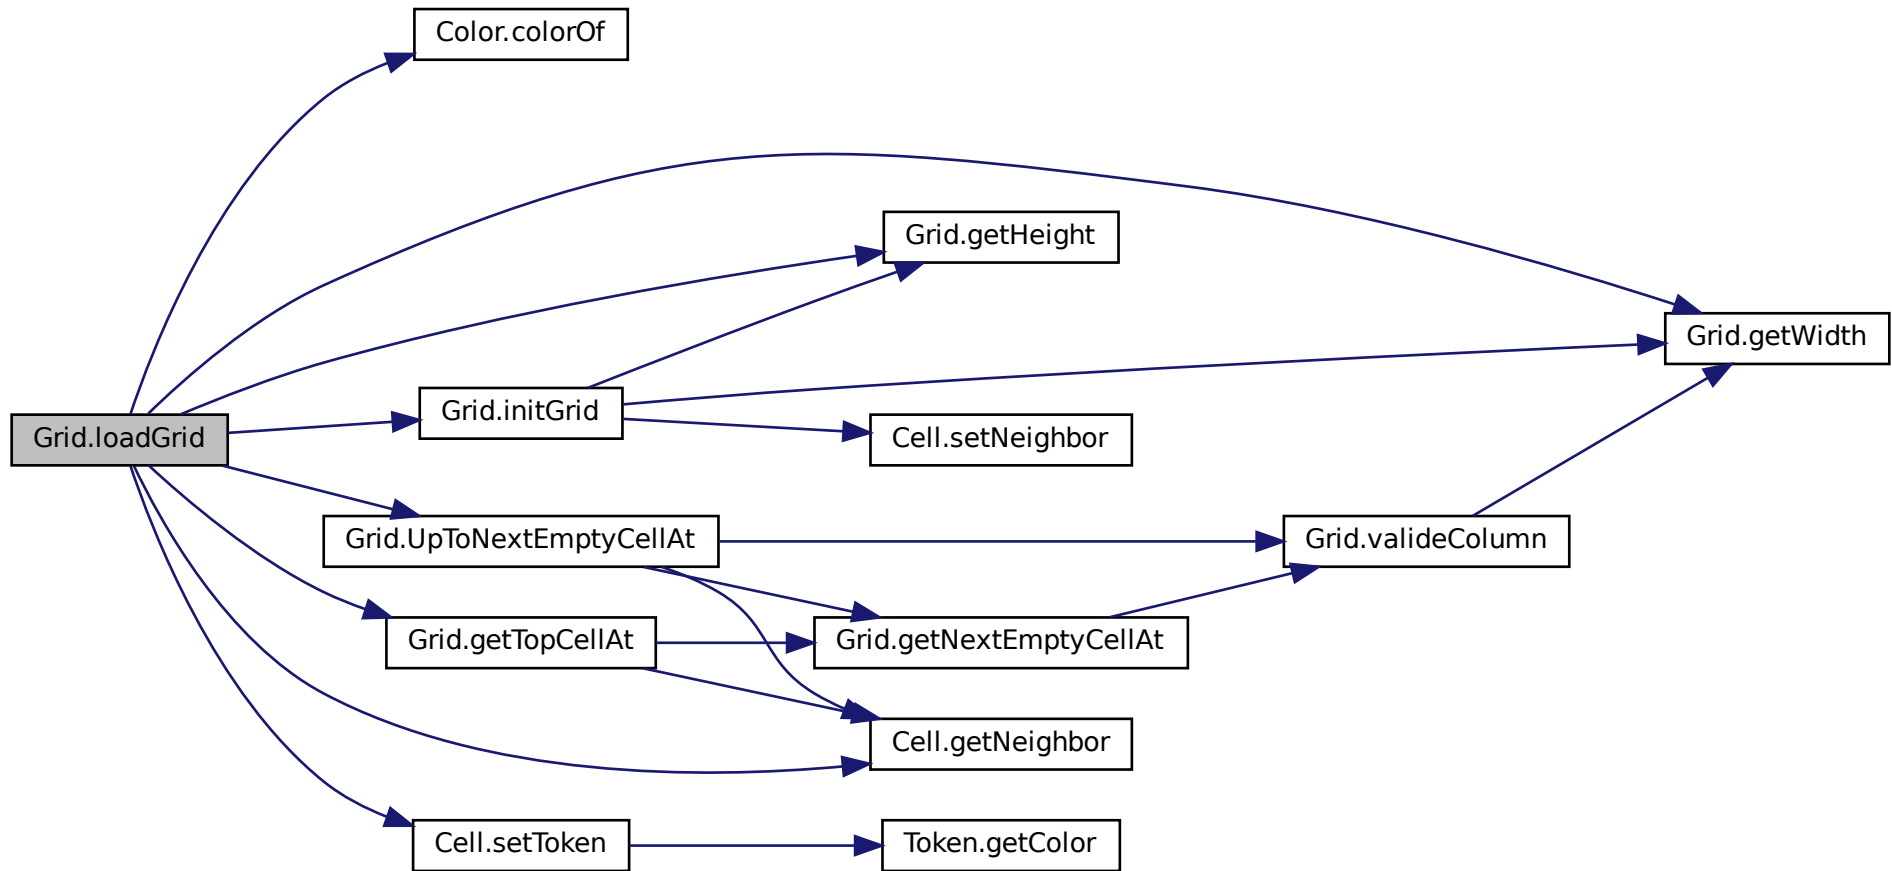 Color.colorOf
Grid.getHeight
Grid.getWidth
Grid.initGrid
Grid.loadGrid
Cell.setNeighbor
Grid.UpToNextEmptyCellAt
Grid.valideColumn
Grid.getTopCellAt
Grid.getNextEmptyCellAt
Cell.getNeighbor
Cell.setToken
Token.getColor